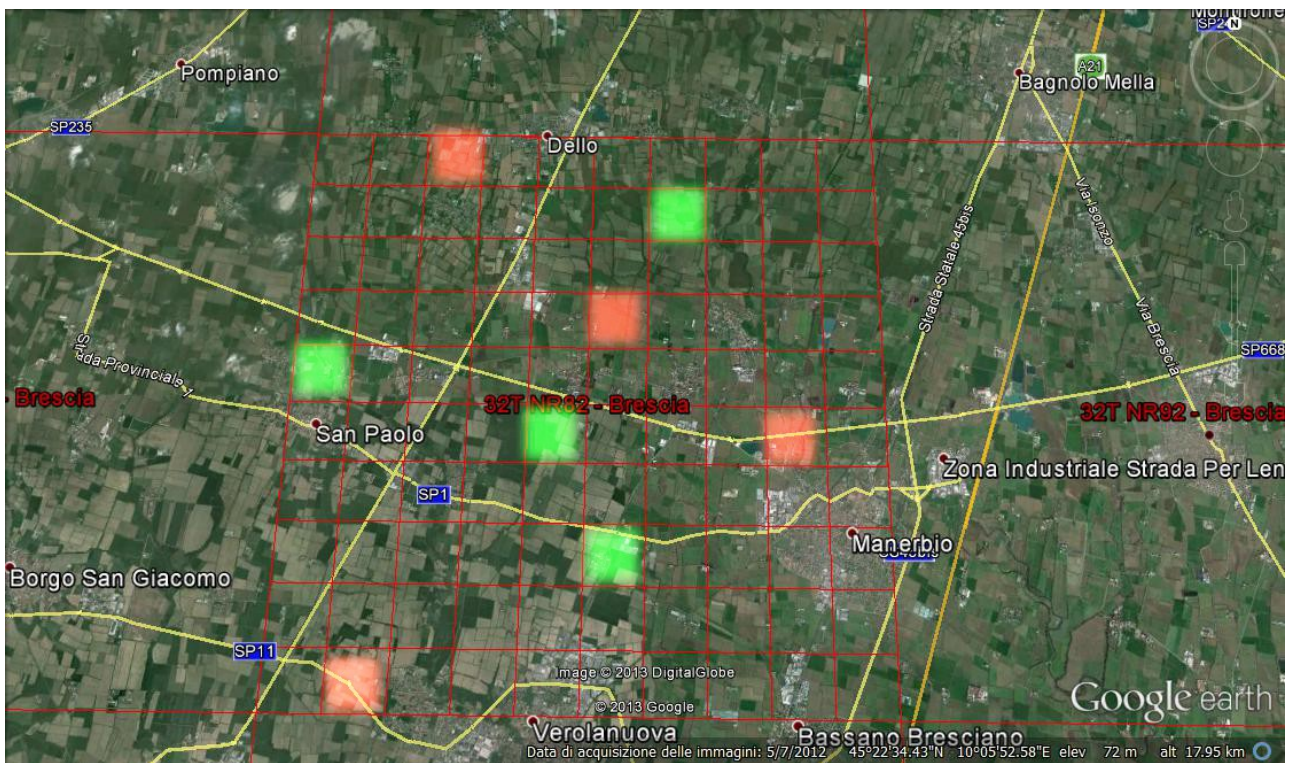 Montirone
SP24
N
Pompiano
A21
Bagnolo Mella
SP235
Dello
Via Isonzo
Strada Statale 45bis
Via Brescia
SP668
Strada Provinciale 1
- Brescia
32T NR82 - Brescia
32T NR92 - Brescia
San Paolo
Zona Industriale Strada Per Len
SP1
Manerbio
Borgo San Giacomo
SP11
Image © 2013 DigitalGlobe
© 2013 Google
Google earth
Verolanuova
Bassano Bresciano
Data di acquisizione delle immagini: 5/7/2012 45°22'34.43"N 10°05'52.58"E elev 72 m alt 17.95 km